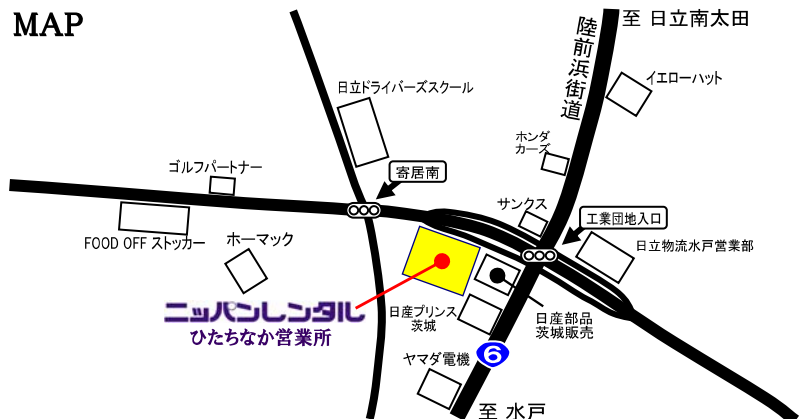 MAP
至 日立南太田
陸前浜街道
イエローハット
日立ドライバーズスクール
ホンダ
カーズ
ゴルフパートナー
寄居南
サンクス
工業団地入口
FOOD OFF ストッカー
ホーマック
日立物流水戸営業部
ニッパンレンタル
ひたちなか営業所
日産プリンス
茨城
日産部品
茨城販売
ヤマダ電機
6
至 水戸